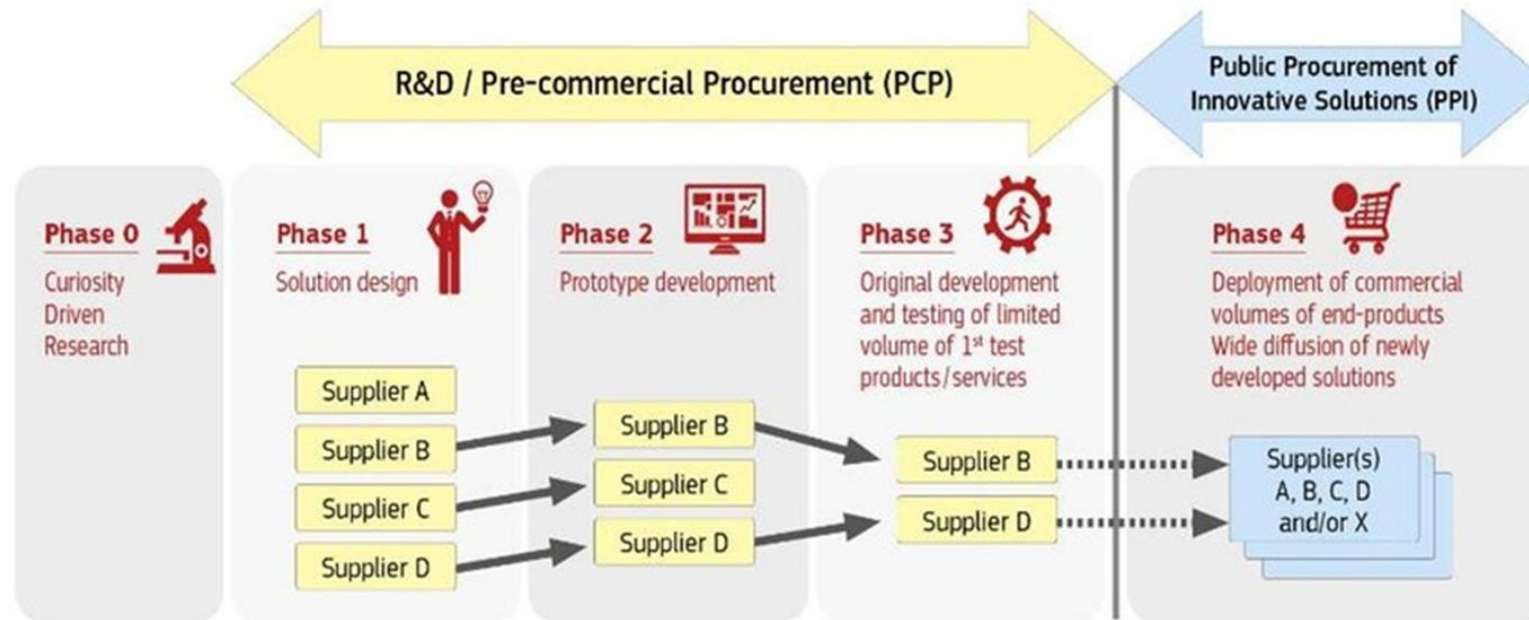 R&D / Pre-commercial Procurement (PCP)
Public Procurement of
Innovative Solutions (PPI)
Phase 0
Curiosity
Driven
Research
Phase 1
Solution design
Supplier A
Supplier B
Supplier C
Supplier D
Phase 2
Prototype development
Supplier B
Supplier C
Supplier D
Phase 3
Original development
and testing of limited
volume of 1st test
products/services
Supplier B
Supplier D
Phase 4
Deployment of commercial
volumes of end-products
Wide diffusion of newly
developed solutions
Supplier(s)
A, B, C, D
and/or X